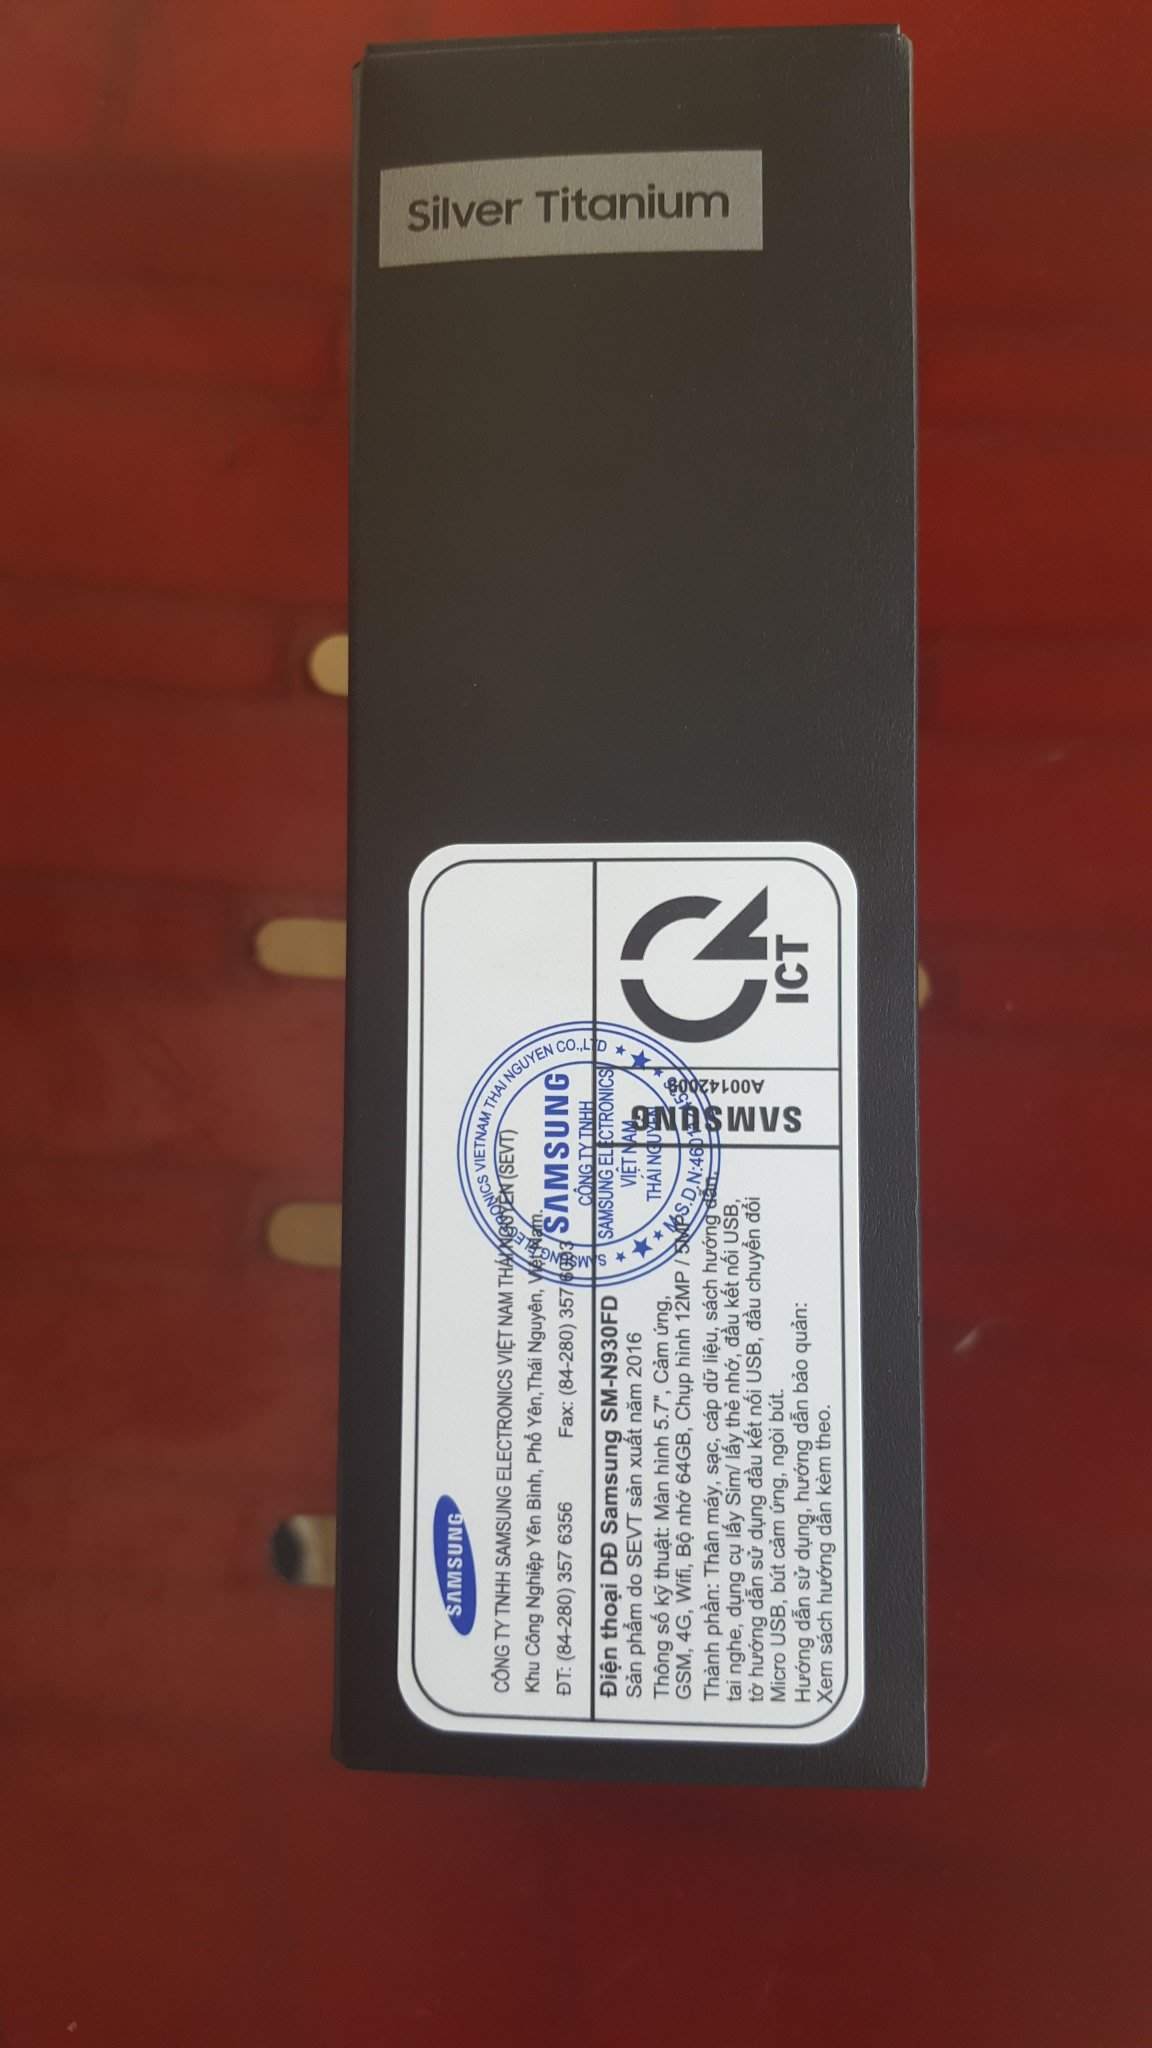 Silver Titanium
SAMSUNG
CÔNG TY TNHH SAMSUNG ELECTRONICS VIỆT NAM THÁI NGUYÊN (SEVT)
Khu Công Nghiệp Yên Bình, Phổ Yên, Thái Nguyên, Việt Nam.
ĐT: (84-280) 357 6356 Fax: (84-280) 357 6093
Điện thoại DĐ Samsung SM-N930FD
Sản phẩm do SEVT sản xuất năm 2016
Thông số kỹ thuật: Màn hình 5.7", Cảm ứng,
GSM, 4G, Wifi, Bộ nhớ 64GB, Chụp hình 12MP / 5MP
Thành phần: Thân máy, sạc, cáp dữ liệu, sách hướng dẫn,
tai nghe, dụng cụ lấy Sim/ lấy thẻ nhớ, đầu kết nối USB,
tờ hướng dẫn sử dụng đầu kết nối USB, đầu chuyển đổi
Micro USB, bút cảm ứng, ngòi bút.
Hướng dẫn sử dụng, hướng dẫn bảo quản:
Xem sách hướng dẫn kèm theo.
SAMSUNG ELECTRONICS VIETNAM THAI NGUYEN CO.,LTD
SAMSUNG
CÔNG TY TNHH
SAMSUNG ELECTRONICS
VIỆT NAM
THÁI NGUYÊN
SAMSUNG
ICT